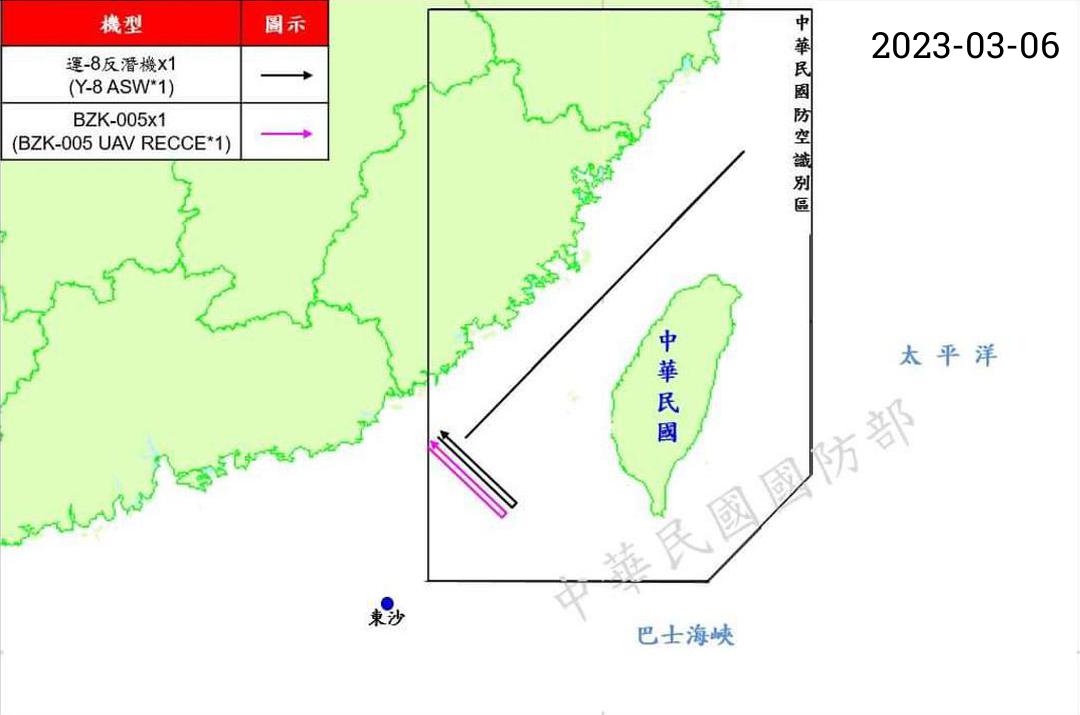 機型
圖示
運-8反潛機x1
(Y-8 ASW*1)
BZK-005x1
(BZK-005 UAV RECCE*1)
2023-03-06
中華民國防空識別區
中華民國
太平洋
中華民國國防部
東沙
巴士海峽